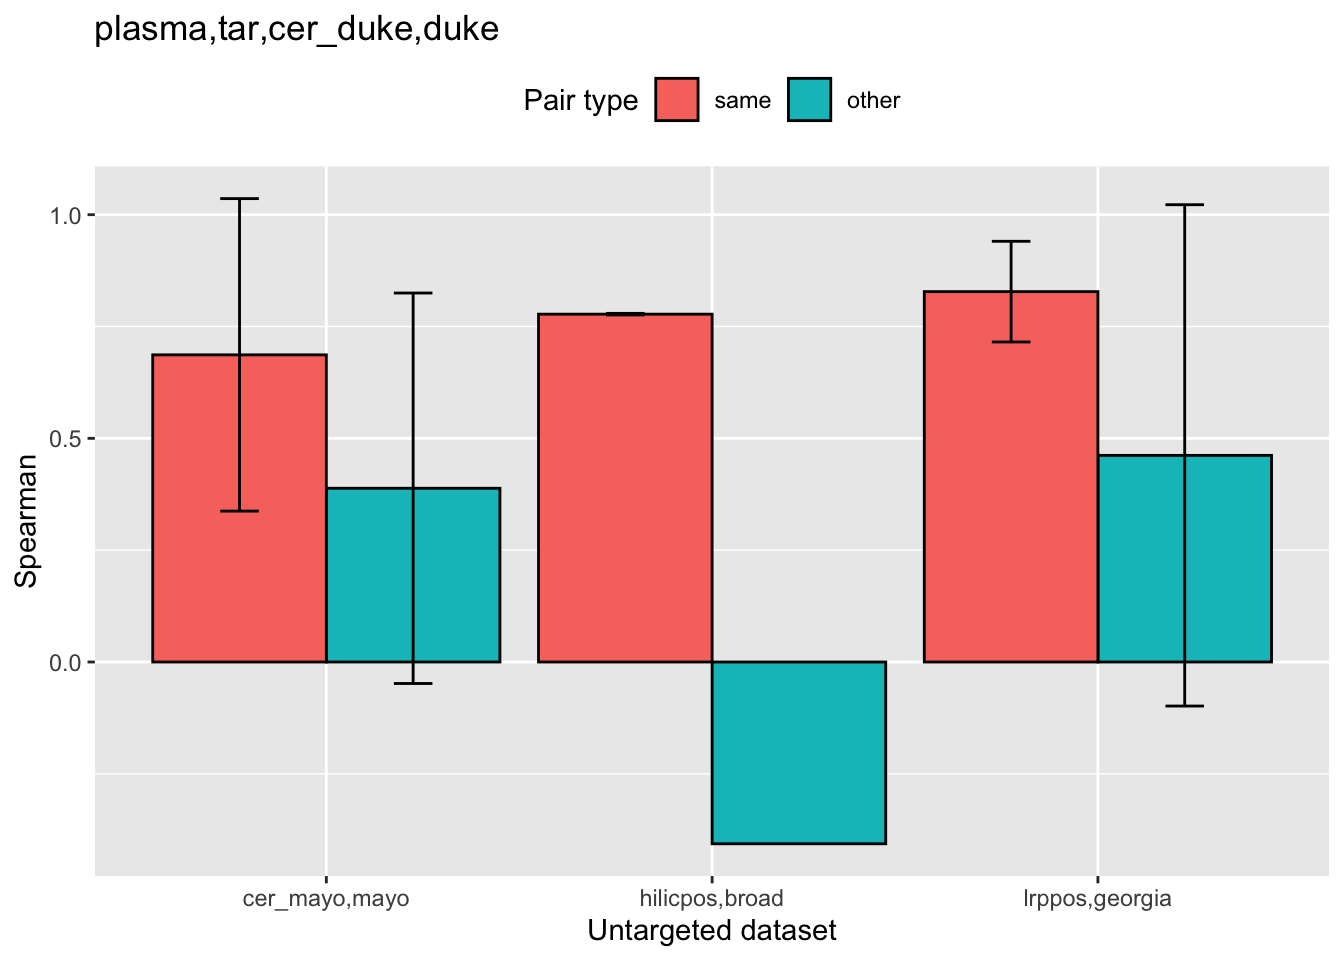 plasma,tar,cer_duke,duke
Pair type same other
1.0
0.5
0.0
Spearman
cer_mayo,mayo hilicpos,broad lrppos,georgia
Untargeted dataset